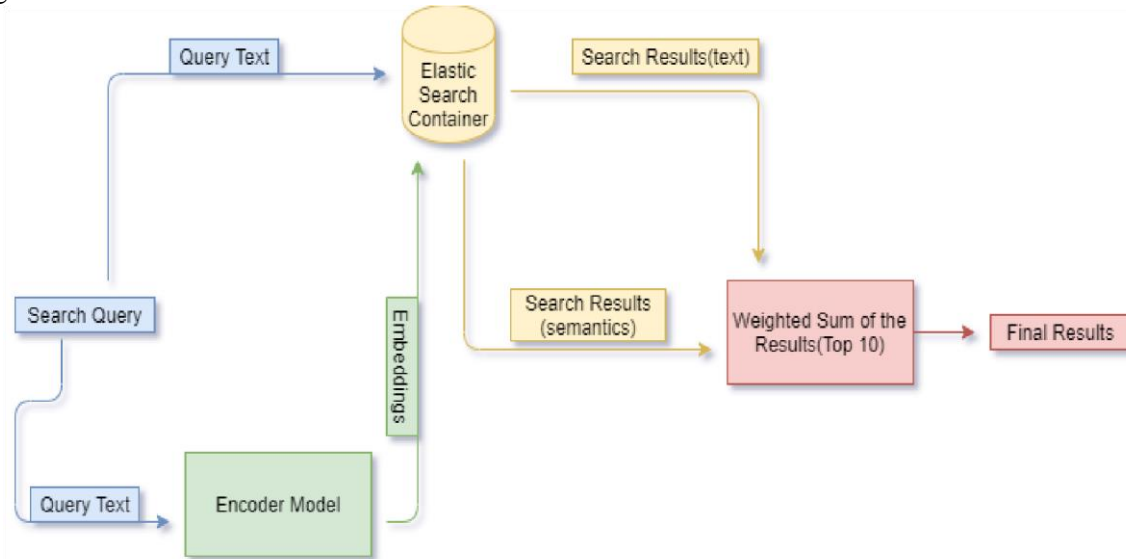 Query Text
Elastic
Search
Container
Search Results(text)
Search Query
Embeddings
Search Results
(semantics)
Weighted Sum of the
Results(Top 10)
Final Results
Query Text
Encoder Model